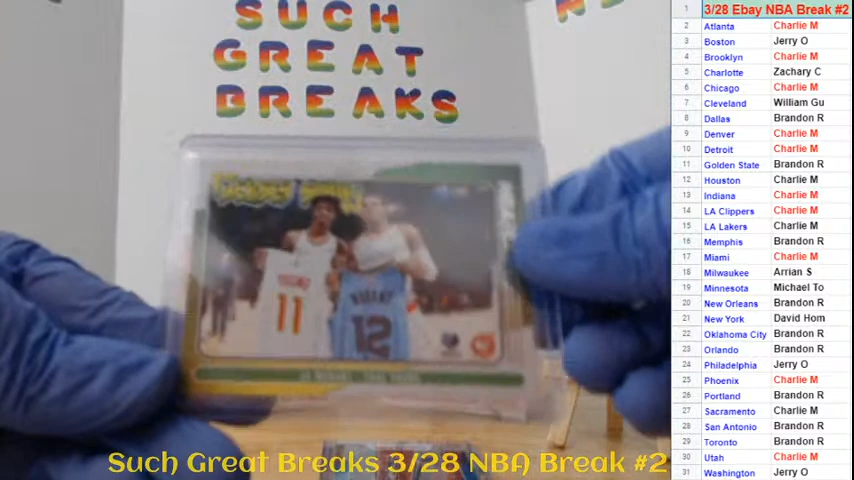 SUCH
GREAT
BREAKS
YOUNG
11
MORANT
12
Such Great Breaks 3/28 NBA Break #2
1 3/28 Ebay NBA Break #2
2 Atlanta Charlie M
3 Boston Jerry O
4 Brooklyn Charlie M
5 Charlotte Zachary C
6 Chicago Charlie M
7 Cleveland William Gu
8 Dallas Brandon R
9 Denver Charlie M
10 Detroit Charlie M
11 Golden State Brandon R
12 Houston Charlie M
13 Indiana Charlie M
14 LA Clippers Charlie M
15 LA Lakers Charlie M
16 Memphis Brandon R
17 Miami Charlie M
18 Milwaukee Arrian S
19 Minnesota Michael To
20 New Orleans Brandon R
21 New York David Hom
22 Oklahoma City Brandon R
23 Orlando Brandon R
24 Philadelphia Jerry O
25 Phoenix Charlie M
26 Portland Brandon R
27 Sacramento Charlie M
28 San Antonio Brandon R
29 Toronto Brandon R
30 Utah Charlie M
31 Washington Jerry O